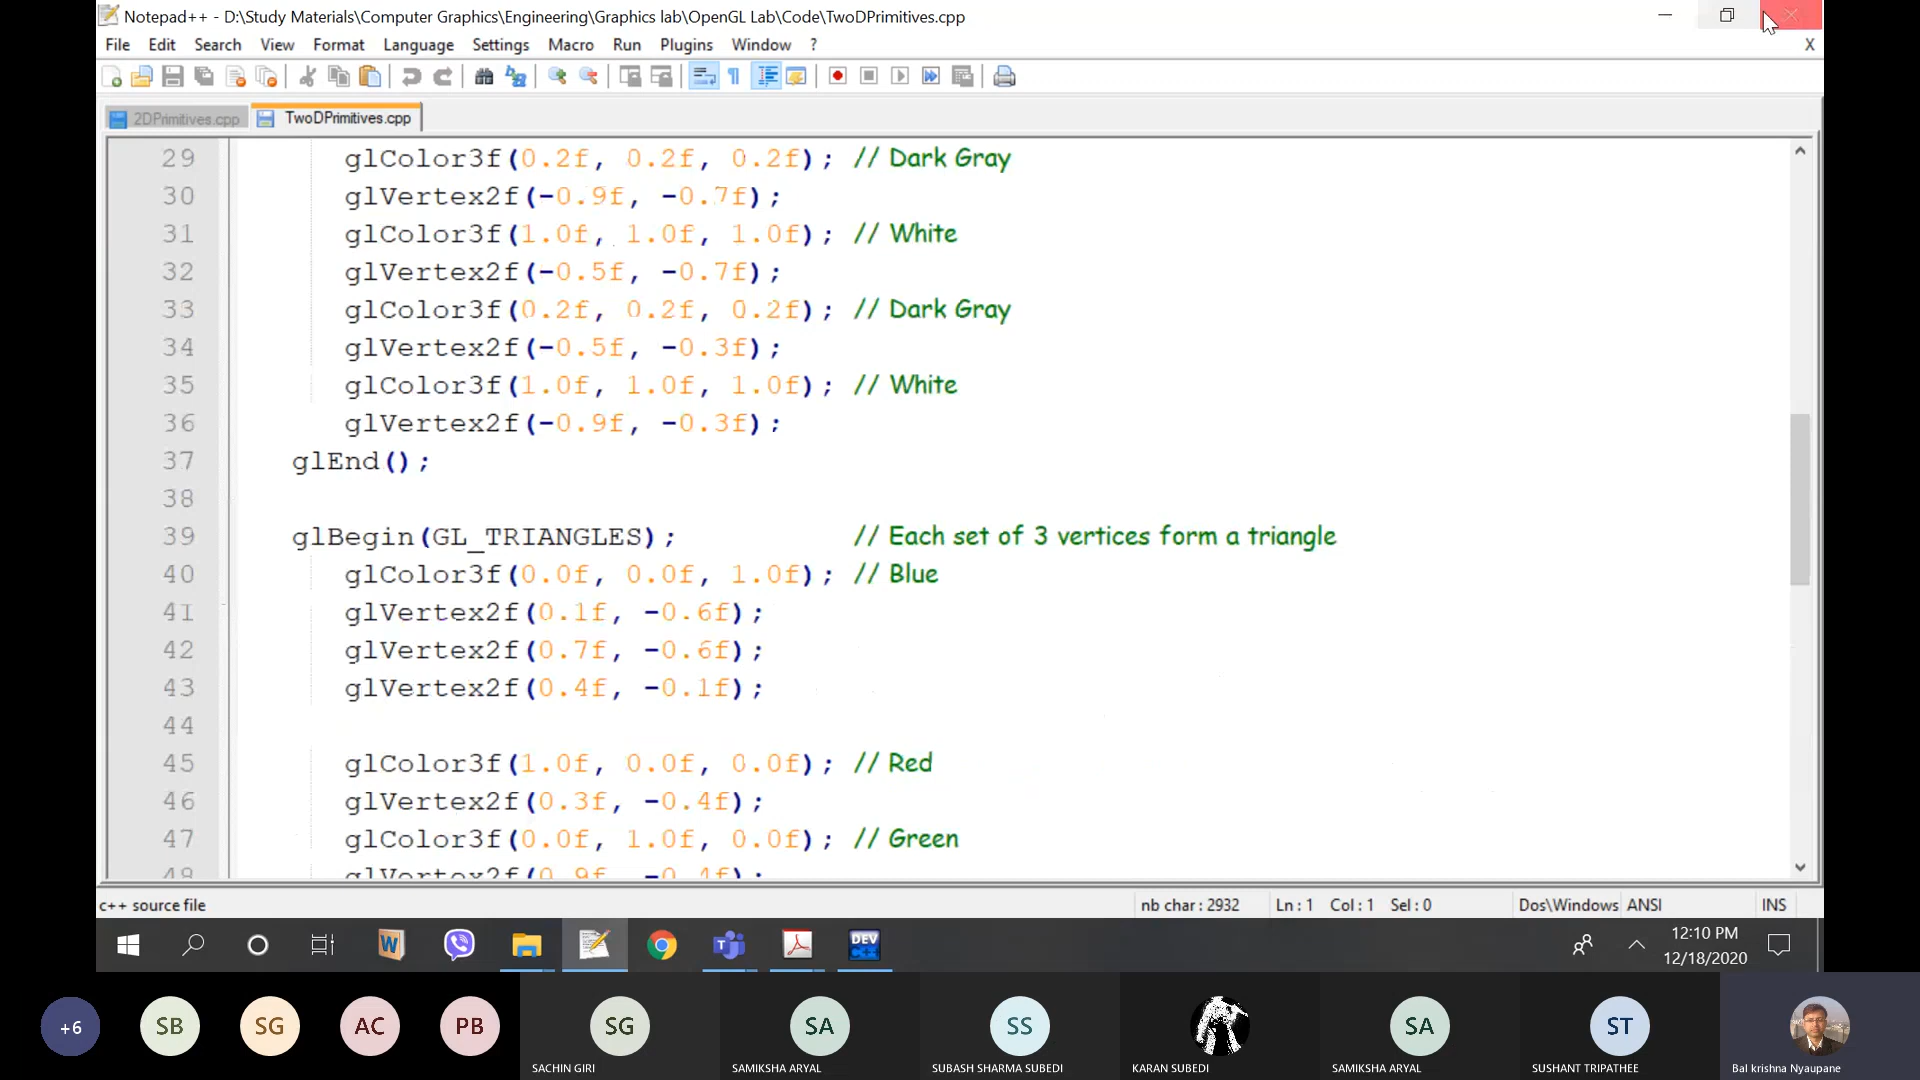 Notepad++ - D:\Study Materials\Computer Graphics\Engineering\Graphics lab\OpenGL Lab\Code\TwoDPrimitives.cpp
File Edit Search View Format Language Settings Macro Run Plugins Window ? X
2DPrimitives.cpp TwoDPrimitives.cpp
29 glColor3f(0.2f, 0.2f, 0.2f); // Dark Gray
30 glVertex2f(-0.9f, -0.7f);
31 glColor3f(1.0f, 1.0f, 1.0f); // White
32 glVertex2f(-0.5f, -0.7f);
33 glColor3f(0.2f, 0.2f, 0.2f); // Dark Gray
34 glVertex2f(-0.5f, -0.3f);
35 glColor3f(1.0f, 1.0f, 1.0f); // White
36 glVertex2f(-0.9f, -0.3f);
37 glEnd();
38
39 glBegin(GL_TRIANGLES); // Each set of 3 vertices form a triangle
40 glColor3f(0.0f, 0.0f, 1.0f); // Blue
41 glVertex2f(0.1f, -0.6f);
42 glVertex2f(0.7f, -0.6f);
43 glVertex2f(0.4f, -0.1f);
44
45 glColor3f(1.0f, 0.0f, 0.0f); // Red
46 glVertex2f(0.3f, -0.4f);
47 glColor3f(0.0f, 1.0f, 0.0f); // Green
48 glVertex2f(0.9f, -0.4f);
c++ source file nb char : 2932 Ln : 1 Col : 1 Sel : 0 Dos\Windows ANSI INS
W DEV C++ 12:10 PM
12/18/2020
+6 SB SG AC PB SG SA SS SA ST
SACHIN GIRI SAMIKSHA ARYAL SUBASH SHARMA SUBEDI KARAN SUBEDI SAMIKSHA ARYAL SUSHANT TRIPATHEE Bal krishna Nyaupane